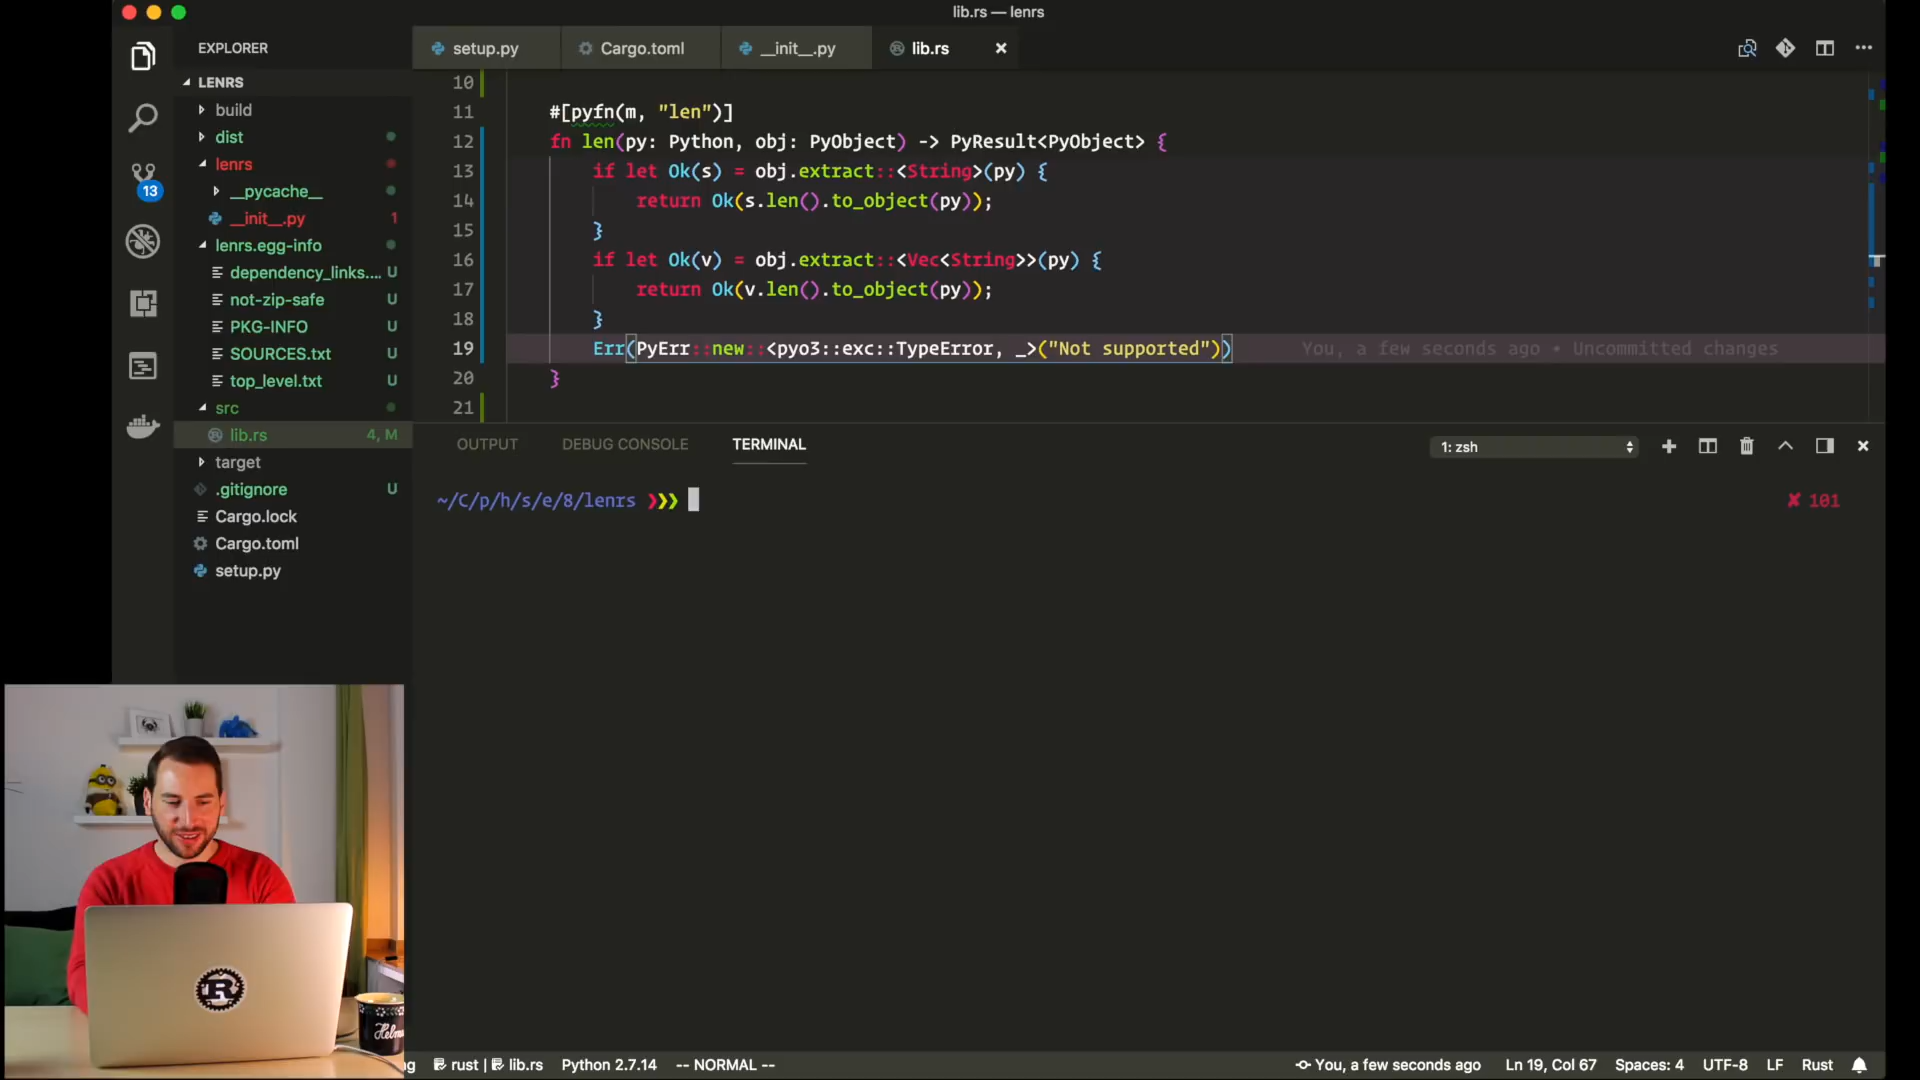 lib.rs — lenrs
EXPLORER
setup.py
Cargo.toml
__init__.py
lib.rs
LENRS
build
dist
lenrs
__pycache__
__init__.py 1
lenrs.egg-info
dependency_links.... U
not-zip-safe U
PKG-INFO U
SOURCES.txt U
top_level.txt U
src
lib.rs 4, M
target
.gitignore U
Cargo.lock
Cargo.toml
setup.py
13
10
11 #[pyfn(m, "len")]
12 fn len(py: Python, obj: PyObject) -> PyResult<PyObject> {
13 if let Ok(s) = obj.extract::<String>(py) {
14 return Ok(s.len().to_object(py));
15 }
16 if let Ok(v) = obj.extract::<Vec<String>>(py) {
17 return Ok(v.len().to_object(py));
18 }
19 Err(PyErr::new::<pyo3::exc::TypeError, _>("Not supported")) You, a few seconds ago • Uncommitted changes
20 }
21
OUTPUT DEBUG CONSOLE TERMINAL 1: zsh
~/C/p/h/s/e/8/lenrs ❯❯❯ ✘ 101
R
Helm
ng rust | lib.rs Python 2.7.14 -- NORMAL -- You, a few seconds ago Ln 19, Col 67 Spaces: 4 UTF-8 LF Rust